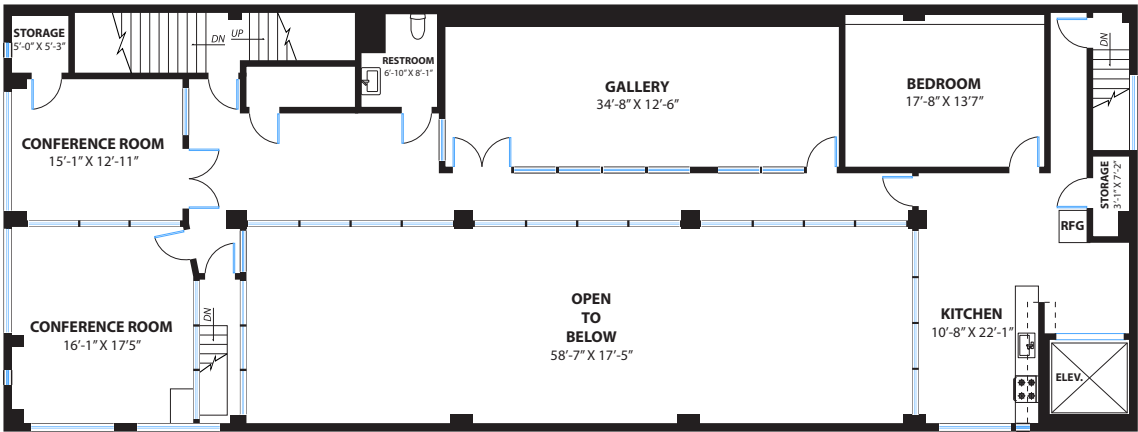 STORAGE
5'-0" X 5'-3"
DN
UP
RESTROOM
6'-10" X 8'-1"
GALLERY
34'-8" X 12'-6"
BEDROOM
17'-8" X 13'7"
DN
CONFERENCE ROOM
15'-1" X 12'-11"
STORAGE
3'-1" X 7'-2"
RFG
CONFERENCE ROOM
16'-1" X 17'5"
DN
OPEN
TO
BELOW
58'-7" X 17'-5"
KITCHEN
10'-8" X 22'-1"
ELEV.